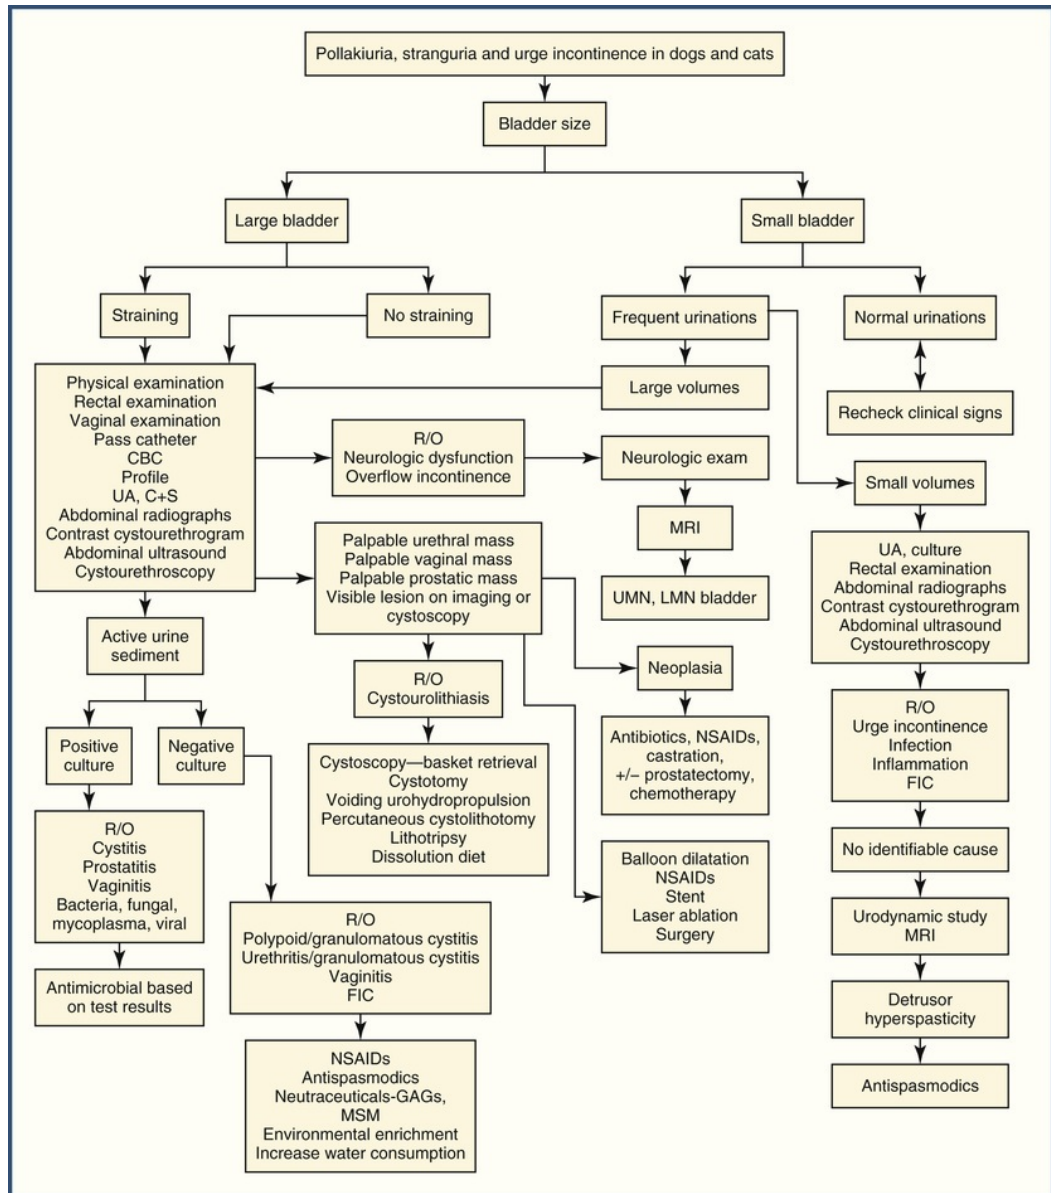 Pollakiuria, stranguria and urge incontinence in dogs and cats
Bladder size
Large bladder
Small bladder
Straining
No straining
Frequent urinations
Normal urinations
Large volumes
Recheck clinical signs
Physical examination
Rectal examination
Vaginal examination
Pass catheter
CBC
Profile
UA, C+S
Abdominal radiographs
Contrast cystourethrogram
Abdominal ultrasound
Cystourethroscopy
R/O
Neurologic dysfunction
Overflow incontinence
Neurologic exam
MRI
UMN, LMN bladder
Small volumes
UA, culture
Rectal examination
Abdominal radiographs
Contrast cystourethrogram
Abdominal ultrasound
Cystourethroscopy
Palpable urethral mass
Palpable vaginal mass
Palpable prostatic mass
Visible lesion on imaging or
cystoscopy
Active urine
sediment
R/O
Cystourolithiasis
Neoplasia
R/O
Urge incontinence
Infection
Inflammation
FIC
Positive
culture
Negative
culture
Cystoscopy—basket retrieval
Cystotomy
Voiding urohydropropulsion
Percutaneous cystolithotomy
Lithotripsy
Dissolution diet
Antibiotics, NSAIDs,
castration,
+/− prostatectomy,
chemotherapy
R/O
Cystitis
Prostatitis
Vaginitis
Bacteria, fungal,
mycoplasma, viral
Balloon dilatation
NSAIDs
Stent
Laser ablation
Surgery
No identifiable cause
Urodynamic study
MRI
R/O
Polypoid/granulomatous cystitis
Urethritis/granulomatous cystitis
Vaginitis
FIC
Antimicrobial based
on test results
Detrusor
hyperspasticity
NSAIDs
Antispasmodics
Neutraceuticals-GAGs,
MSM
Environmental enrichment
Increase water consumption
Antispasmodics